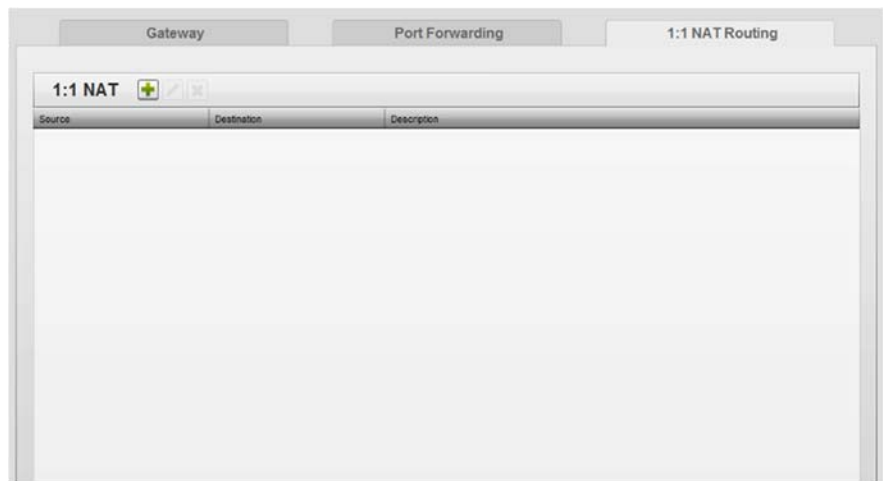 Gateway Port Forwarding 1:1 NAT Routing
1:1 NAT
Source Destination Description